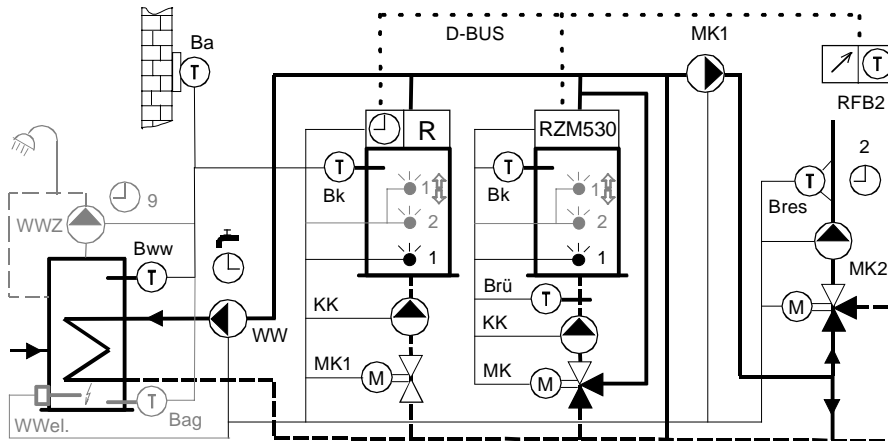 D-BUS
MK1
Ba
T
T
RFB2
R
RZM530
T
Bk
1
2
1
T
Bk
1
2
1
2
T
Bres
9
WWZ
Bww
T
WW
KK
MK1
M
Brü
T
KK
MK
M
M
MK2
T
Bag
WWel.